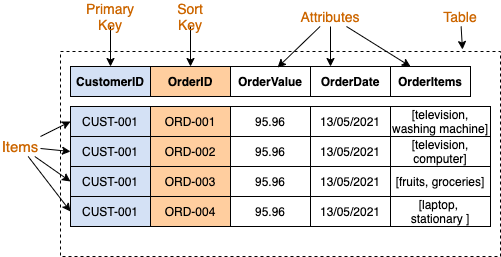 Primary
Key
Sort
Key
Attributes
Table
CustomerID OrderID OrderValue OrderDate OrderItems
Items
CUST-001 ORD-001 95.96 13/05/2021 [television,
washing machine]
CUST-001 ORD-002 95.96 13/05/2021 [television,
computer]
CUST-001 ORD-003 95.96 13/05/2021 [fruits, groceries]
CUST-001 ORD-004 95.96 13/05/2021 [laptop,
stationary ]